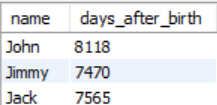 name days_after_birth
John 8118
Jimmy 7470
Jack 7565